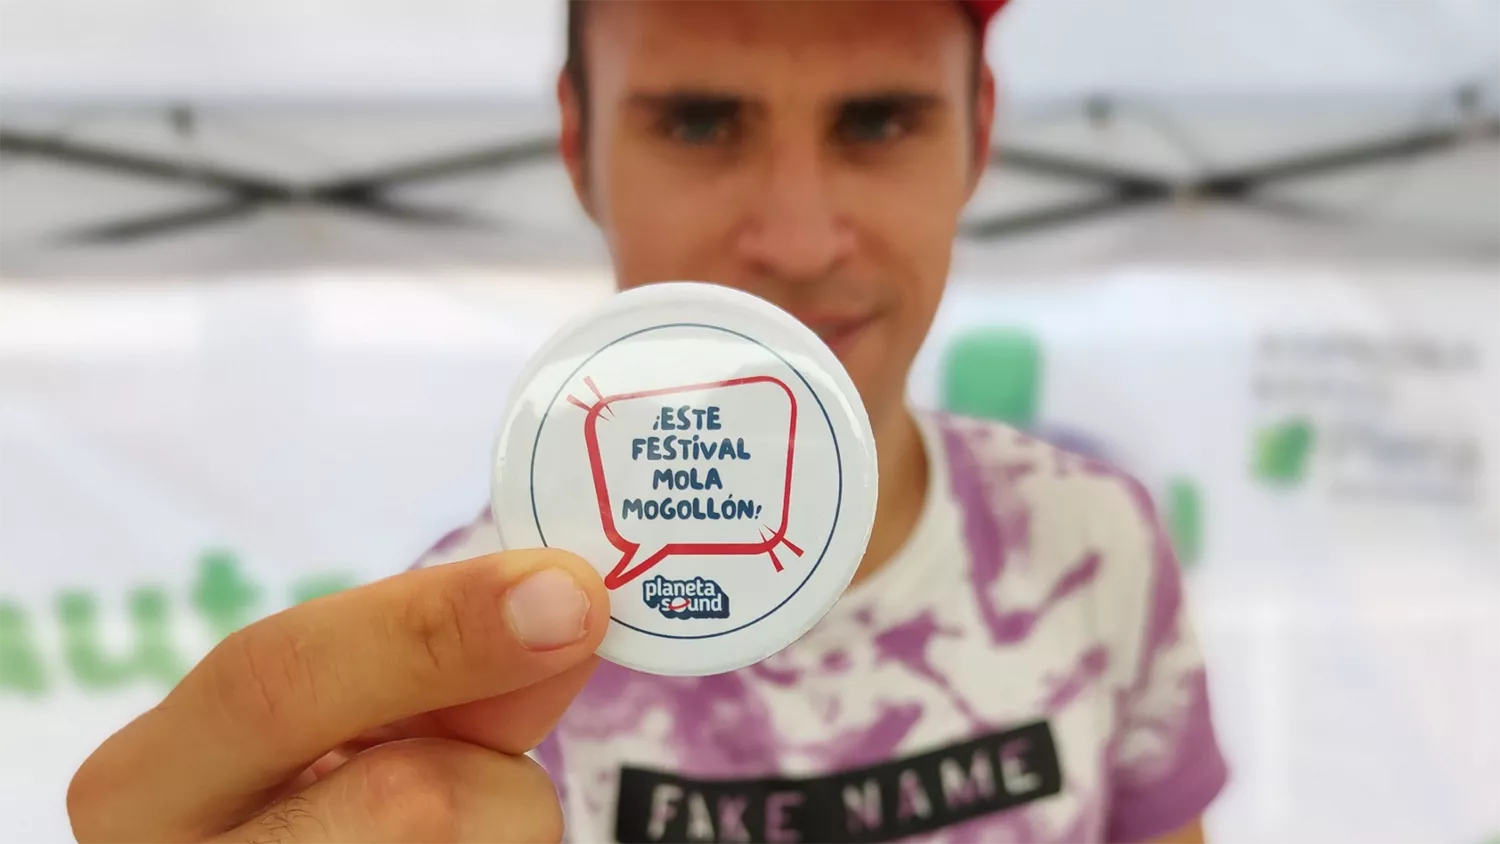 ¡ESTE
FESTiVAL
MOLA
MOGOLLÓN!
planeta
sound
FAKE NAME